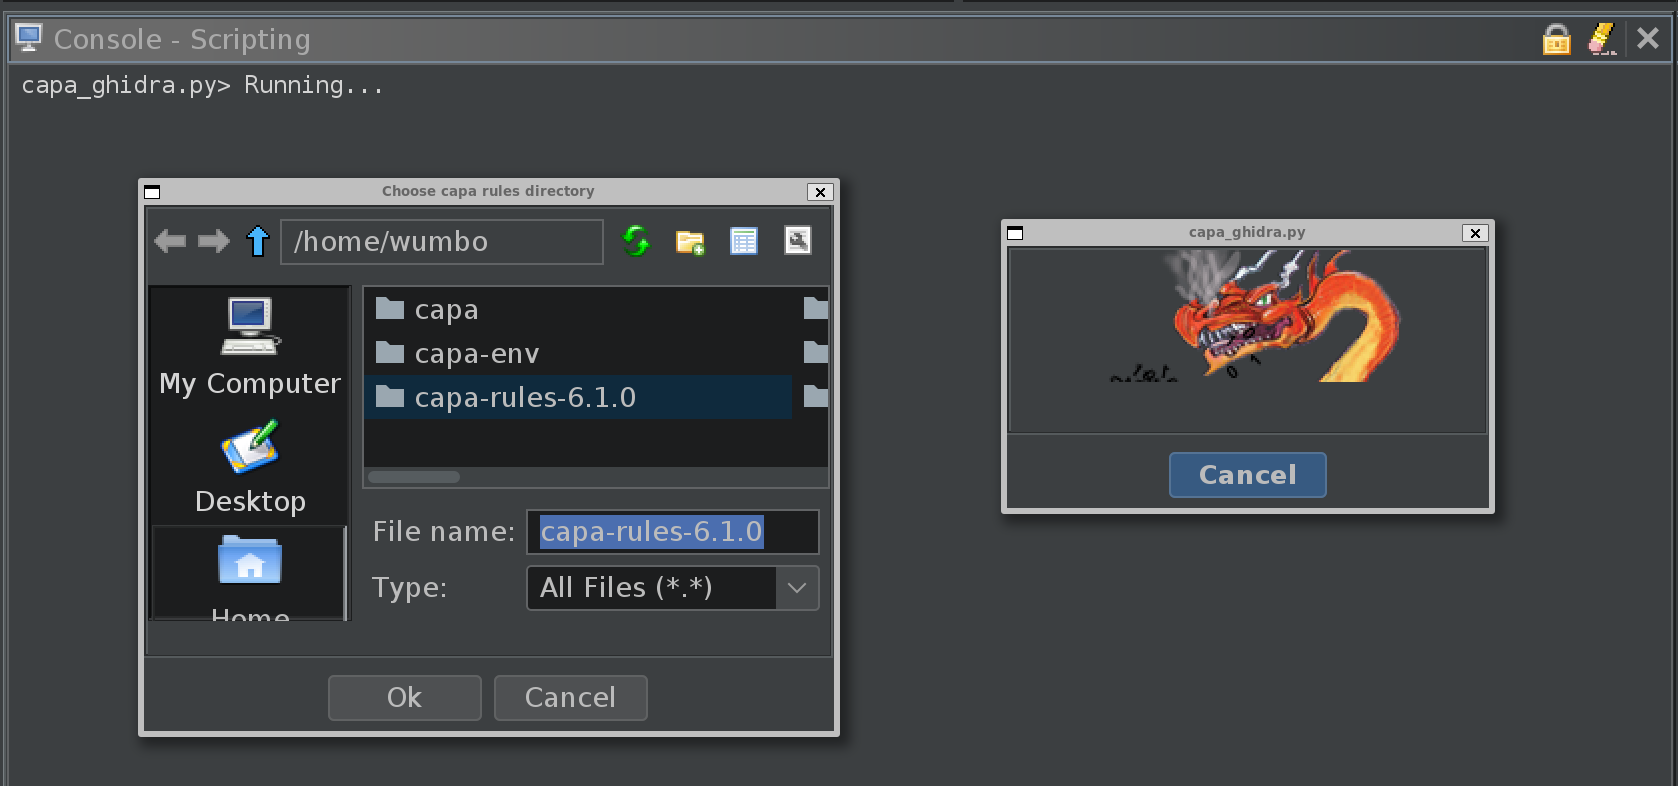 Console - Scripting
capa_ghidra.py> Running...
Choose capa rules directory
/home/wumbo
My Computer
Desktop
Home
capa
capa-env
capa-rules-6.1.0
File name: capa-rules-6.1.0
Type: All Files (*.*)
Ok Cancel
capa_ghidra.py
0 1
Cancel